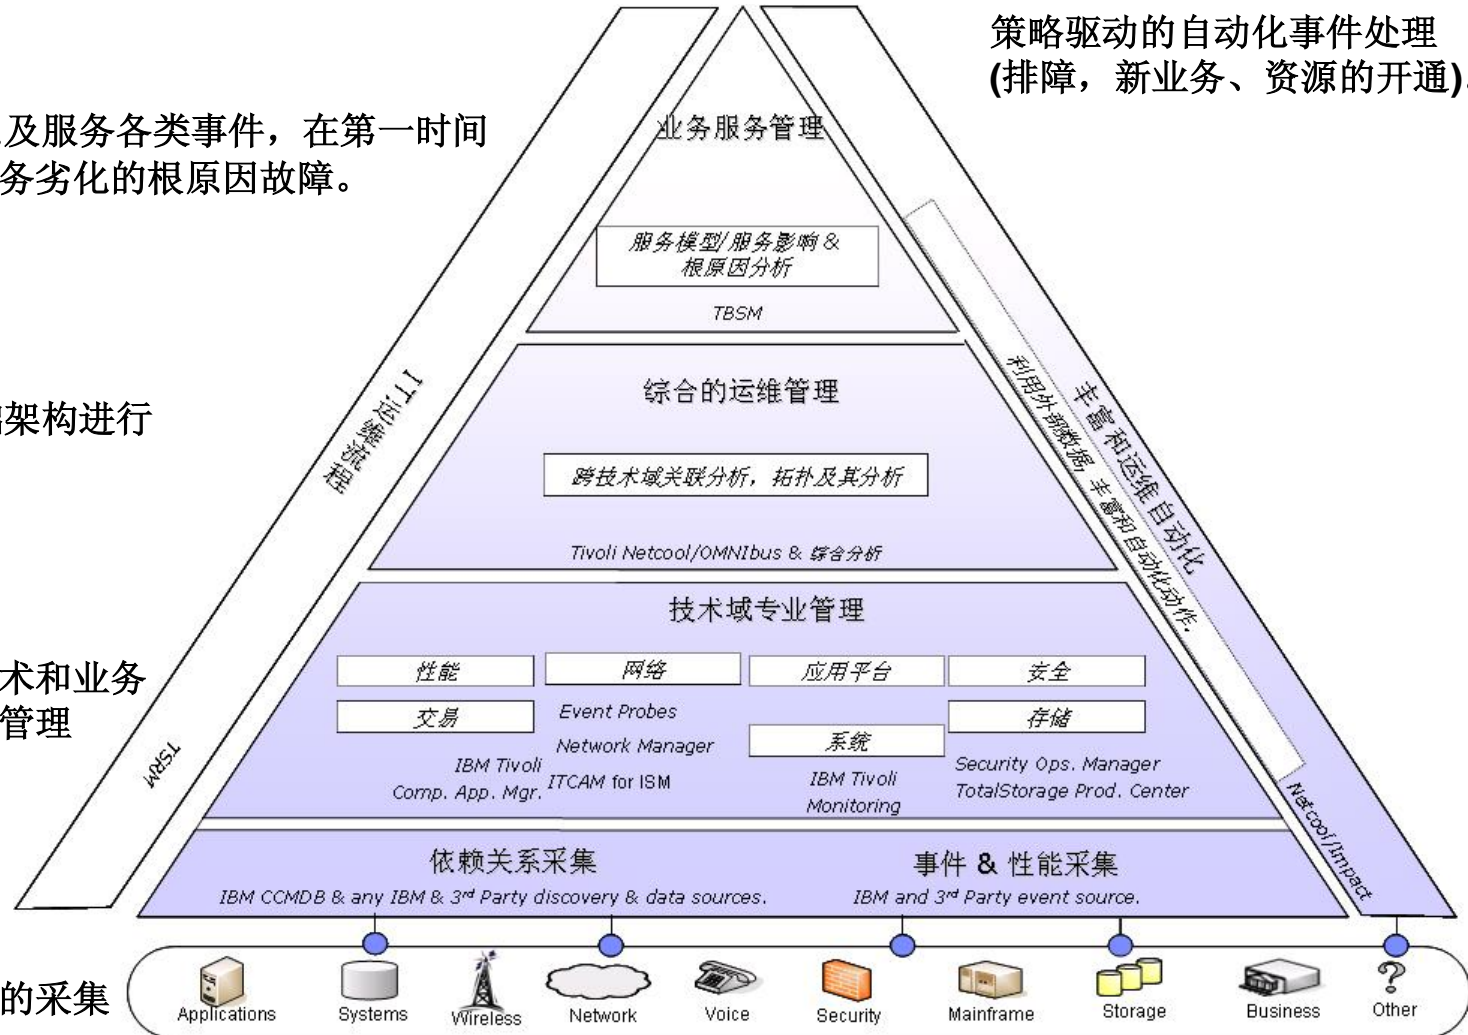 策略驱动的自动化事件处理
(排障，新业务、资源的开通)
及服务各类事件，在第一时间
务劣化的根原因故障。
架构进行
术和业务
管理
的采集
业务服务管理
服务模型/服务影响 &
根原因分析
TBSM
综合的运维管理
跨技术域关联分析，拓扑及其分析
Tivoli Netcool/OMNIbus & 综合分析
技术域专业管理
性能
网络
应用平台
安全
交易
Event Probes
存储
Network Manager
系统
IBM Tivoli
Comp. App. Mgr.
ITCAM for ISM
IBM Tivoli
Monitoring
Security Ops. Manager
TotalStorage Prod. Center
依赖关系采集
事件 & 性能采集
IBM CCMDB & any IBM & 3rd Party discovery & data sources.
IBM and 3rd Party event source.
IT运维流程
TSRM
利用外部数据，丰富和自动化动作.
丰富和运维自动化
Netcool/Impact
Applications
Systems
Wireless
Network
Voice
Security
Mainframe
Storage
Business
?
Other